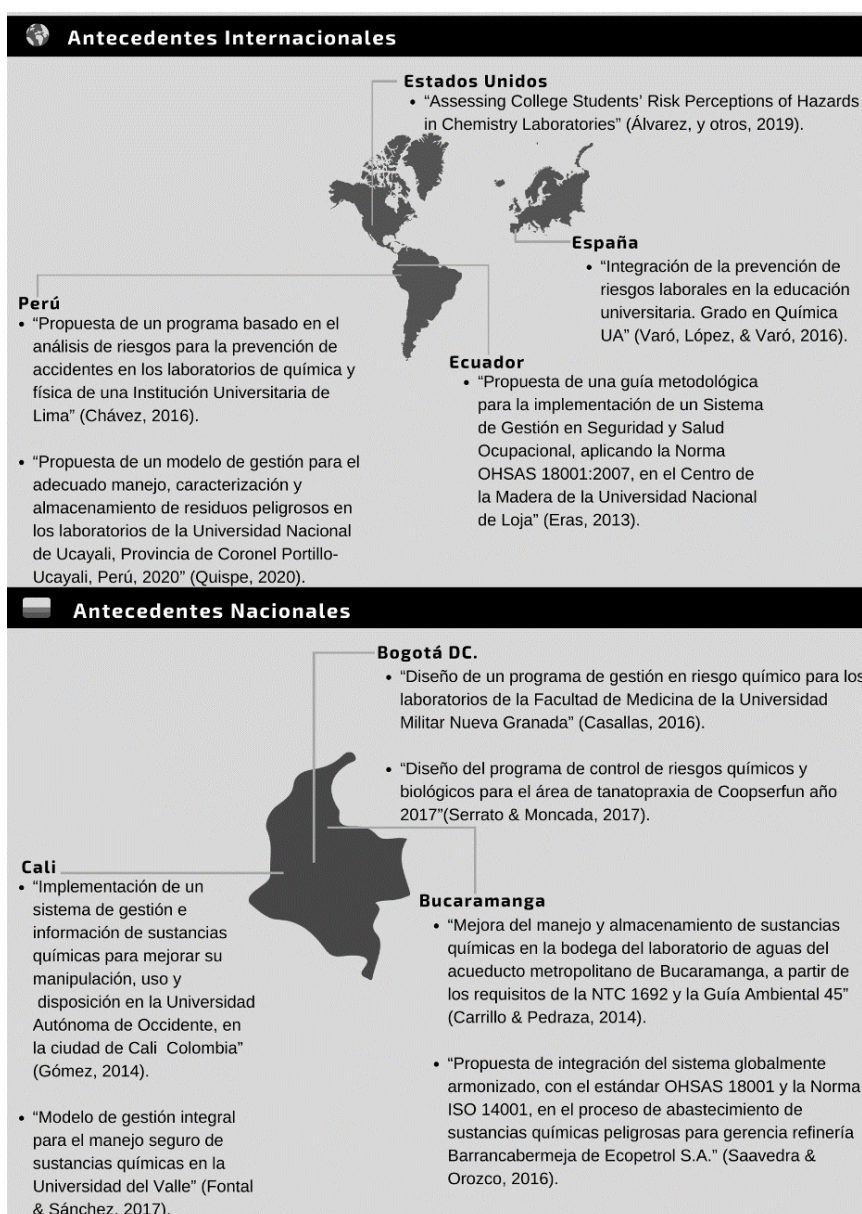 Antecedentes Internacionales
Estados Unidos
• “Assessing College Students’ Risk Perceptions of Hazards
in Chemistry Laboratories” (Álvarez, y otros, 2019).
España
• “Integración de la prevención de
riesgos laborales en la educación
universitaria. Grado en Química
UA” (Varó, López, & Varó, 2016).
Perú
• “Propuesta de un programa basado en el
análisis de riesgos para la prevención de
accidentes en los laboratorios de química y
física de una Institución Universitaria de
Lima” (Chávez, 2016).
• “Propuesta de un modelo de gestión para el
adecuado manejo, caracterización y
almacenamiento de residuos peligrosos en
los laboratorios de la Universidad Nacional
de Ucayali, Provincia de Coronel Portillo-
Ucayali, Perú, 2020” (Quispe, 2020).
Ecuador
• “Propuesta de una guía metodológica
para la implementación de un Sistema
de Gestión en Seguridad y Salud
Ocupacional, aplicando la Norma
OHSAS 18001:2007, en el Centro de
la Madera de la Universidad Nacional
de Loja” (Eras, 2013).
Antecedentes Nacionales
Bogotá DC.
• “Diseño de un programa de gestión en riesgo químico para los
laboratorios de la Facultad de Medicina de la Universidad
Militar Nueva Granada” (Casallas, 2016).
• “Diseño del programa de control de riesgos químicos y
biológicos para el área de tanatopraxia de Coopserfun año
2017”(Serrato & Moncada, 2017).
Cali
• “Implementación de un
sistema de gestión e
información de sustancias
químicas para mejorar su
manipulación, uso y
disposición en la Universidad
Autónoma de Occidente, en
la ciudad de Cali Colombia”
(Gómez, 2014).
• “Modelo de gestión integral
para el manejo seguro de
sustancias químicas en la
Universidad del Valle” (Fontal
& Sánchez, 2017).
Bucaramanga
• “Mejora del manejo y almacenamiento de sustancias
químicas en la bodega del laboratorio de aguas del
acueducto metropolitano de Bucaramanga, a partir de
los requisitos de la NTC 1692 y la Guía Ambiental 45”
(Carrillo & Pedraza, 2014).
• “Propuesta de integración del sistema globalmente
armonizado, con el estándar OHSAS 18001 y la Norma
ISO 14001, en el proceso de abastecimiento de
sustancias químicas peligrosas para gerencia refinería
Barrancabermeja de Ecopetrol S.A.” (Saavedra &
Orozco, 2016).